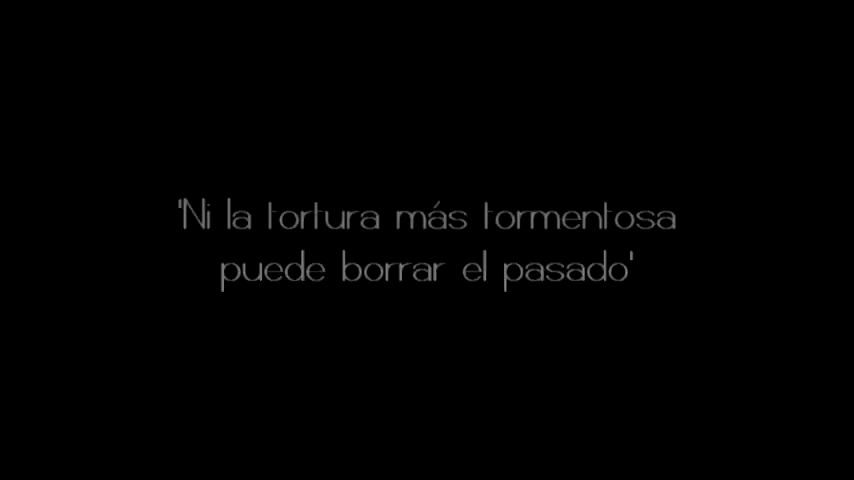 'Ni la tortura más tormentosa
puede borrar el pasado'